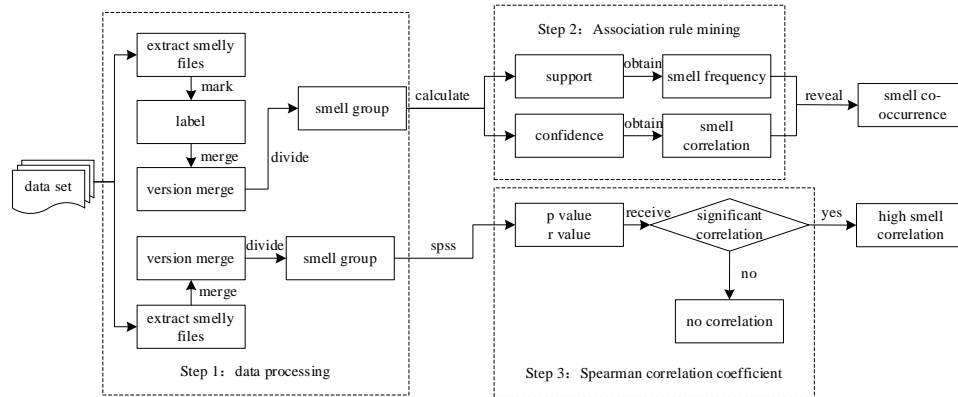 data set
extract smelly
files
mark
label
merge
version merge
divide
smell group
version merge
divide
smell group
merge
extract smelly
files
Step 1：data processing
calculate
Step 2：Association rule mining
support
obtain
smell frequency
confidence
obtain
smell
correlation
reveal
smell co-
occurrence
spss
p value
r value
receive
significant
correlation
yes
high smell
correlation
no
no correlation
Step 3：Spearman correlation coefficient